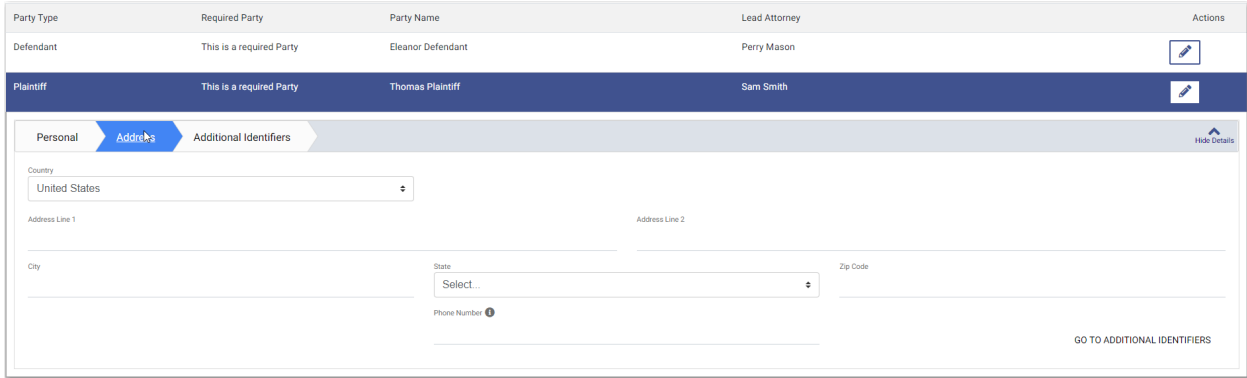 Party Type Required Party Party Name Lead Attorney Actions
Defendant This is a required Party Eleanor Defendant Perry Mason
Plaintiff This is a required Party Thomas Plaintiff Sam Smith
Personal Address Additional Identifiers Hide Details
Country
United States
Address Line 1 Address Line 2
City State Zip Code
Select...
Phone Number
GO TO ADDITIONAL IDENTIFIERS